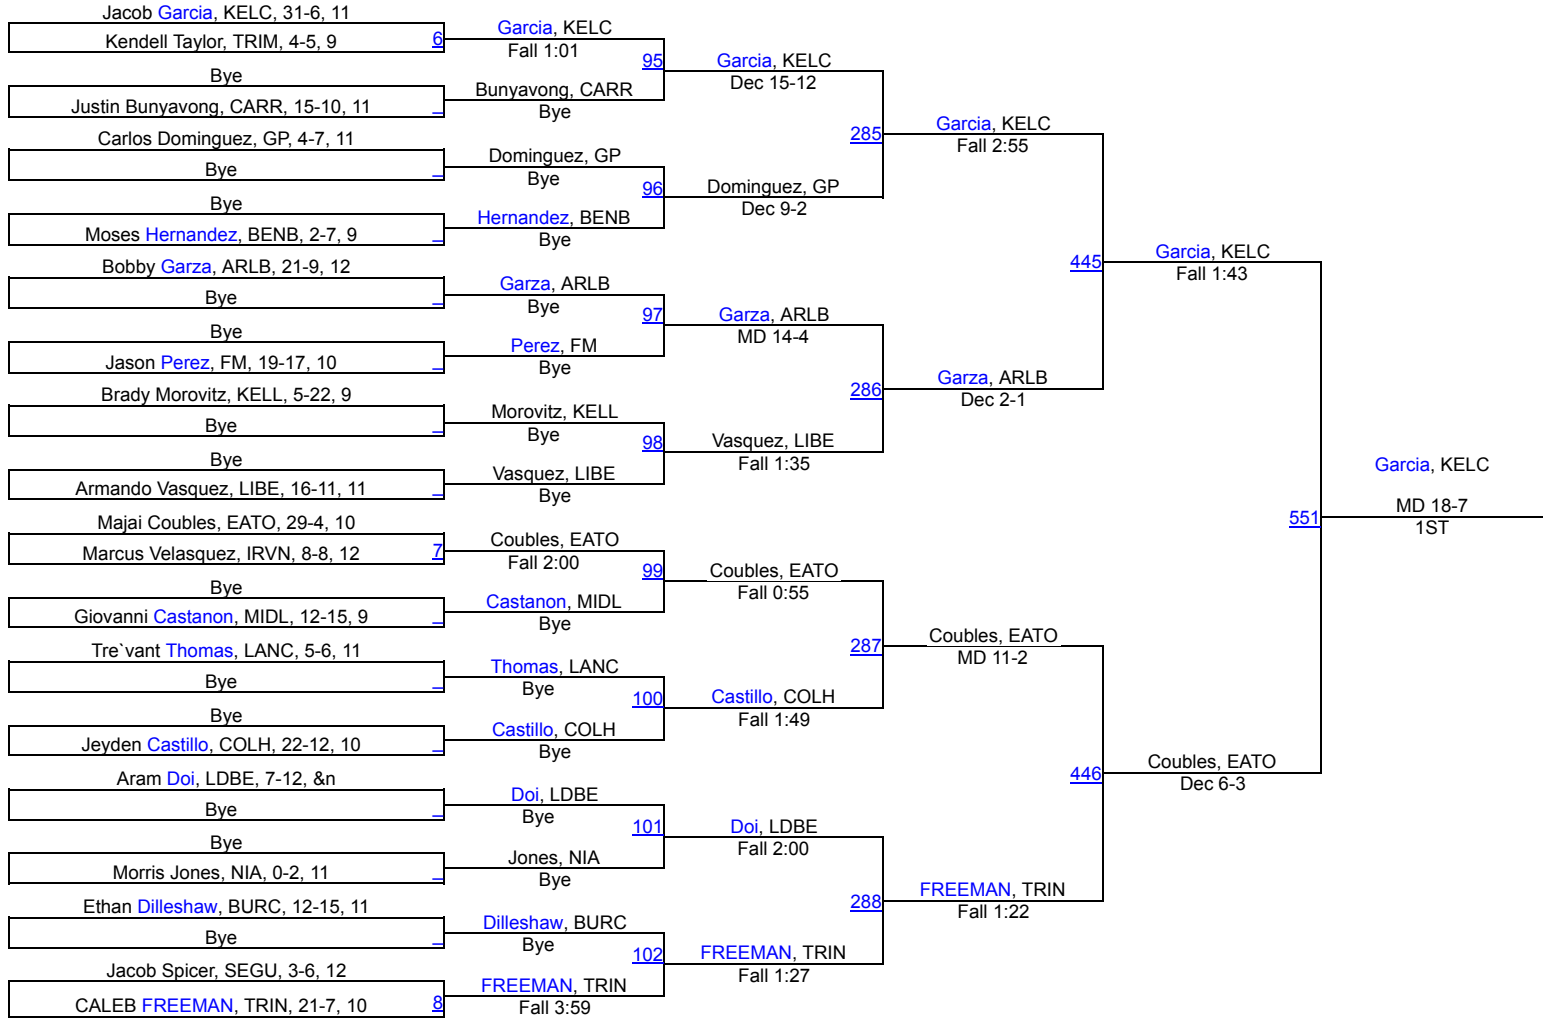 Jacob Garcia, KELC, 31-6, 11
Kendell Taylor, TRIM, 4-5, 9
6
Bye
Justin Bunyavong, CARR, 15-10, 11
Carlos Dominguez, GP, 4-7, 11
Bye
Bye
Moses Hernandez, BENB, 2-7, 9
Bobby Garza, ARLB, 21-9, 12
Bye
Bye
Jason Perez, FM, 19-17, 10
Brady Morovitz, KELL, 5-22, 9
Bye
Bye
Armando Vasquez, LIBE, 16-11, 11
Majai Coubles, EATO, 29-4, 10
Marcus Velasquez, IRVN, 8-8, 12
7
Bye
Giovanni Castanon, MIDL, 12-15, 9
Tre`vant Thomas, LANC, 5-6, 11
Bye
Bye
Jeyden Castillo, COLH, 22-12, 10
Aram Doi, LDBE, 7-12, &n
Bye
Bye
Morris Jones, NIA, 0-2, 11
Ethan Dilleshaw, BURC, 12-15, 11
Bye
Jacob Spicer, SEGU, 3-6, 12
CALEB FREEMAN, TRIN, 21-7, 10
8
Garcia, KELC
Fall 1:01
95
Bunyavong, CARR
Bye
Dominguez, GP
Bye
96
Hernandez, BENB
Bye
Garza, ARLB
Bye
97
Perez, FM
Bye
Morovitz, KELL
Bye
98
Vasquez, LIBE
Bye
Coubles, EATO
Fall 2:00
99
Castanon, MIDL
Bye
Thomas, LANC
Bye
100
Castillo, COLH
Bye
Doi, LDBE
Bye
101
Jones, NIA
Bye
Dilleshaw, BURC
Bye
102
FREEMAN, TRIN
Fall 3:59
Garcia, KELC
Dec 15-12
285
Dominguez, GP
Dec 9-2
Garza, ARLB
MD 14-4
286
Vasquez, LIBE
Fall 1:35
Coubles, EATO
Fall 0:55
287
Castillo, COLH
Fall 1:49
Doi, LDBE
Fall 2:00
288
FREEMAN, TRIN
Fall 1:27
Garcia, KELC
Fall 2:55
445
Garza, ARLB
Dec 2-1
Coubles, EATO
MD 11-2
446
FREEMAN, TRIN
Fall 1:22
Garcia, KELC
Fall 1:43
551
Coubles, EATO
Dec 6-3
Garcia, KELC
MD 18-7
1ST